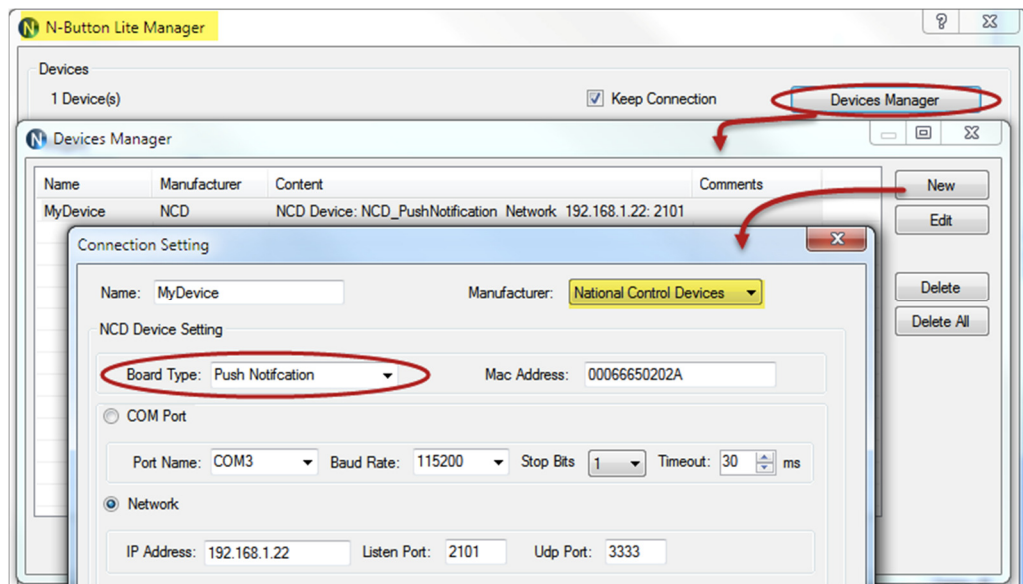 N-Button Lite Manager
Devices
1 Device(s) Keep Connection Devices Manager
Devices Manager
Name Manufacturer Content Comments New
MyDevice NCD NCD Device: NCD_PushNotification Network 192.168.1.22: 2101
Edit
Connection Setting
Name: MyDevice Manufacturer: National Control Devices
Delete
NCD Device Setting
Delete All
Board Type: Push Notifcation Mac Address: 00066650202A
COM Port
Port Name: COM3 Baud Rate: 115200 Stop Bits 1 Timeout: 30 ms
Network
IP Address: 192.168.1.22 Listen Port: 2101 Udp Port: 3333